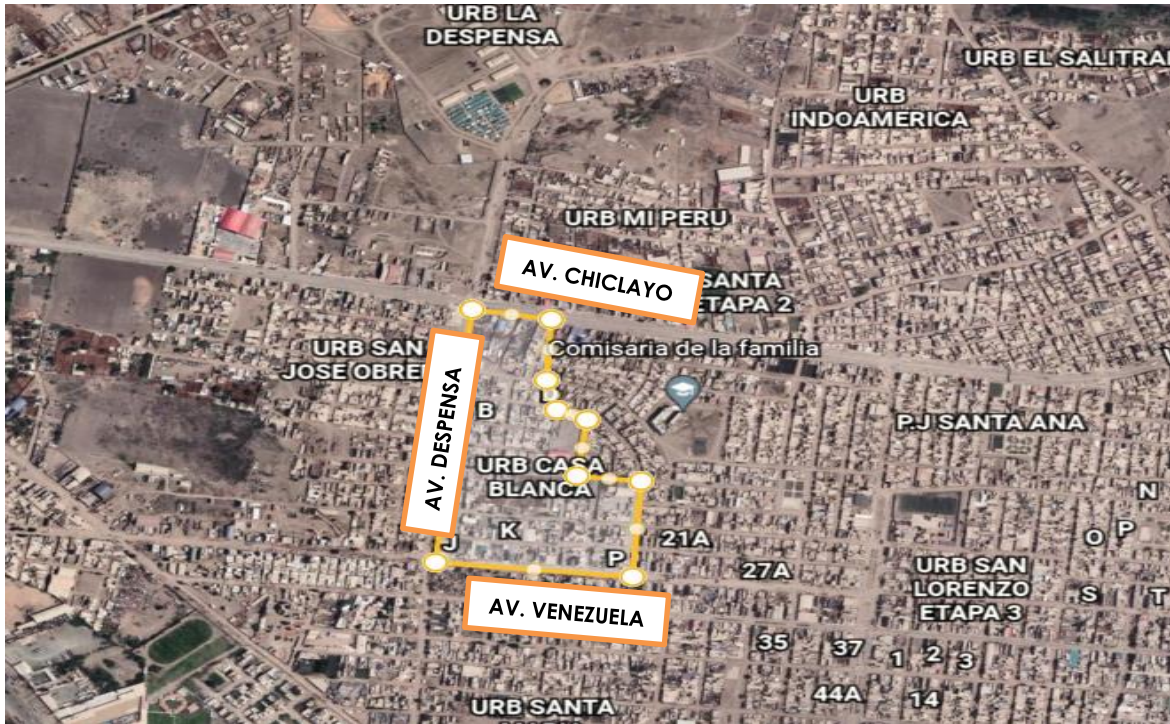 URB LA
DESPENSA
URB EL SALITRAL
URB
INDOAMERICA
URB MI PERU
AV. CHICLAYO
SANTA
ETAPA 2
URB SAN
JOSE OBRE
Comisaria de la familia
AV. DESPENSA
B
P.J SANTA ANA
URB CASA
BLANCA
N
K
J
21A
O
P
P
27A
URB SAN
LORENZO
ETAPA 3
S
T
AV. VENEZUELA
35
37
1
2
3
44A
14
URB SANTA